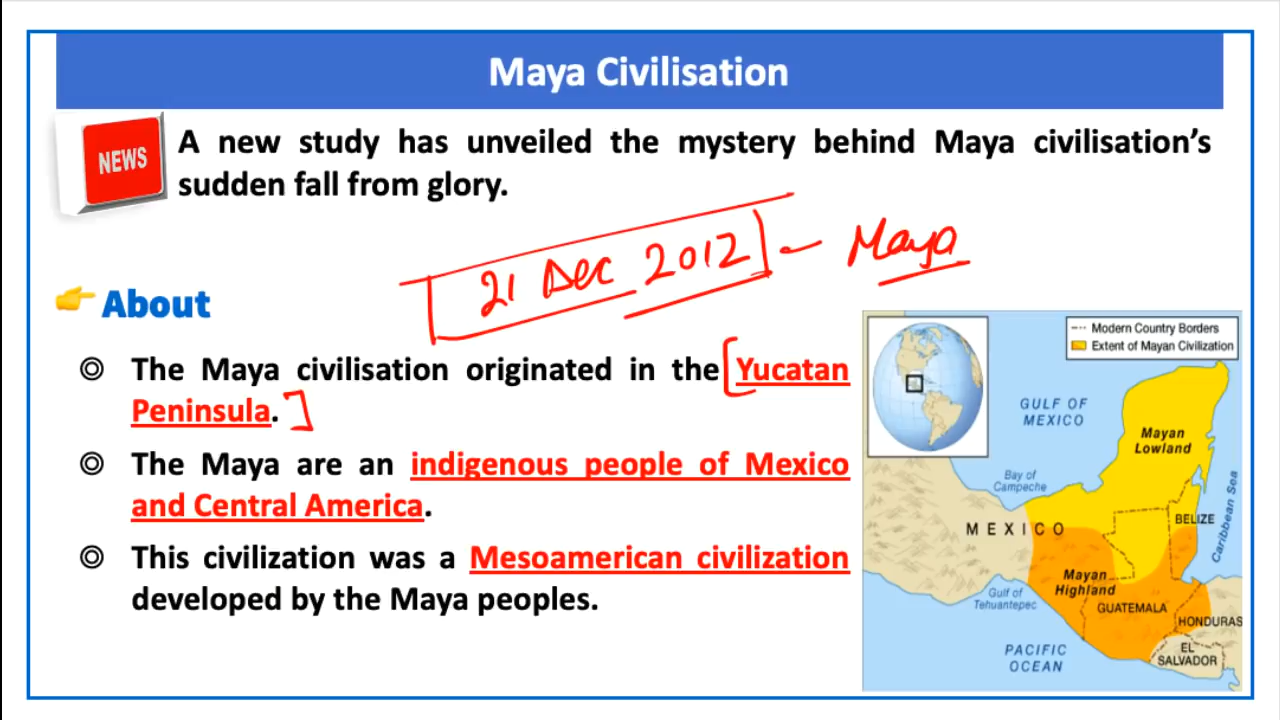 Maya Civilisation
NEWS
A new study has unveiled the mystery behind Maya civilisation's
sudden fall from glory.
21 Dec 2012 - Maya
About
The Maya civilisation originated in the [Yucatan
Peninsula.]
The Maya are an indigenous people of Mexico
and Central America.
This civilization was a Mesoamerican civilization
developed by the Maya peoples.
Modern Country Borders
Extent of Mayan Civilization
GULF OF
MEXICO
Mayan
Lowland
Bay of
Campeche
Caribbean Sea
BELIZE
MEXICO
Mayan
Highland
Gulf of
Tehuantepec
GUATEMALA
HONDURAS
PACIFIC
OCEAN
EL
SALVADOR